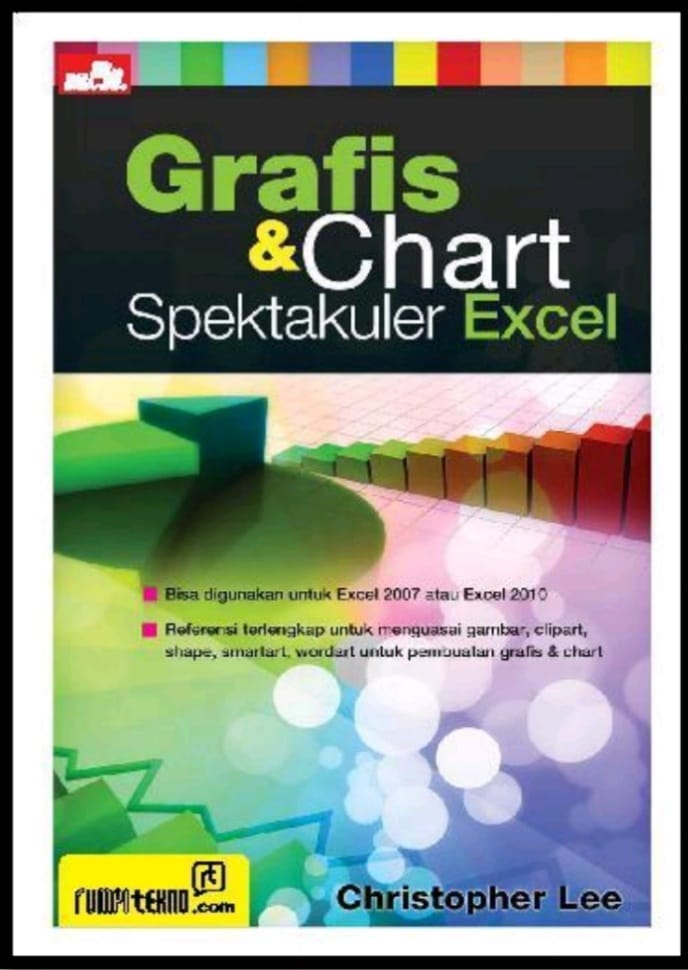 Grafis
&Chart
Spektakuler Excel
Bisa digunakan untuk Excel 2007 atau Excel 2010
Referensi terlengkap untuk menguasai gambar, clipart,
shape, smartart, wordart untuk pembuatan grafis & chart
rt
rumahtekno.com
Christopher Lee